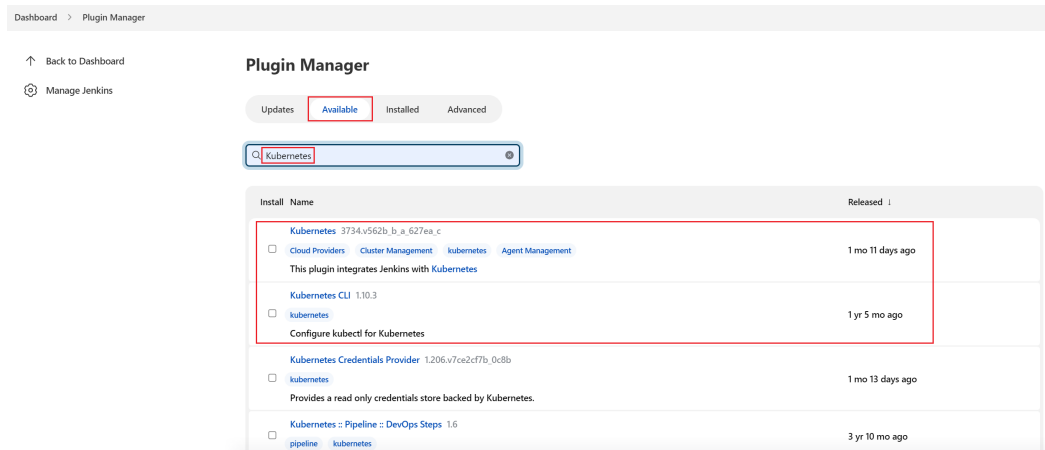 Dashboard > Plugin Manager
Back to Dashboard
Manage Jenkins
Plugin Manager
Updates Available Installed Advanced
Kubernetes
Install Name Released ↓
Kubernetes 3734.v562b_b_a_627ea_c
Cloud Providers Cluster Management kubernetes Agent Management
1 mo 11 days ago
This plugin integrates Jenkins with Kubernetes
Kubernetes CLI 1.10.3
kubernetes
1 yr 5 mo ago
Configure kubectl for Kubernetes
Kubernetes Credentials Provider 1.206.v7ce2cf7b_0c8b
kubernetes
1 mo 13 days ago
Provides a read only credentials store backed by Kubernetes.
Kubernetes :: Pipeline :: DevOps Steps 1.6
3 yr 10 mo ago
pipeline kubernetes